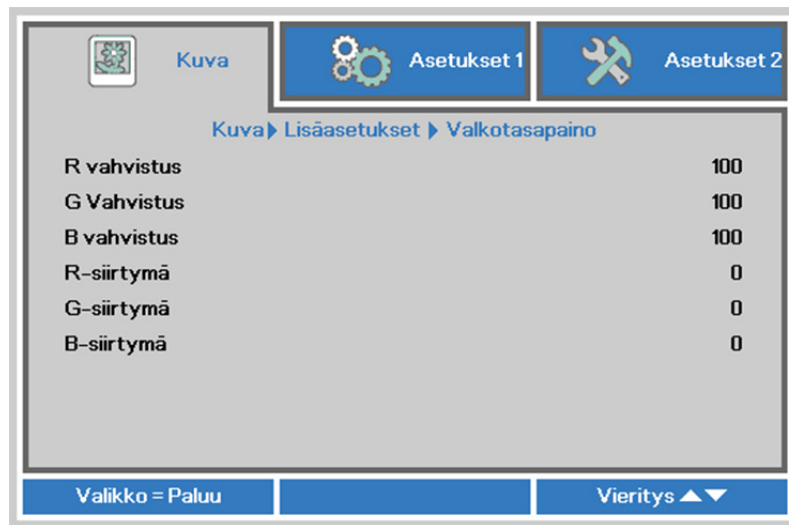 Kuva Asetukset 1 Asetukset 2
Kuva▶ Lisäasetukset ▶ Valkotasapaino
R vahvistus 100
G Vahvistus 100
B vahvistus 100
R-siirtymä 0
G-siirtymä 0
B-siirtymä 0
Valikko = Paluu Vieritys ▲▼